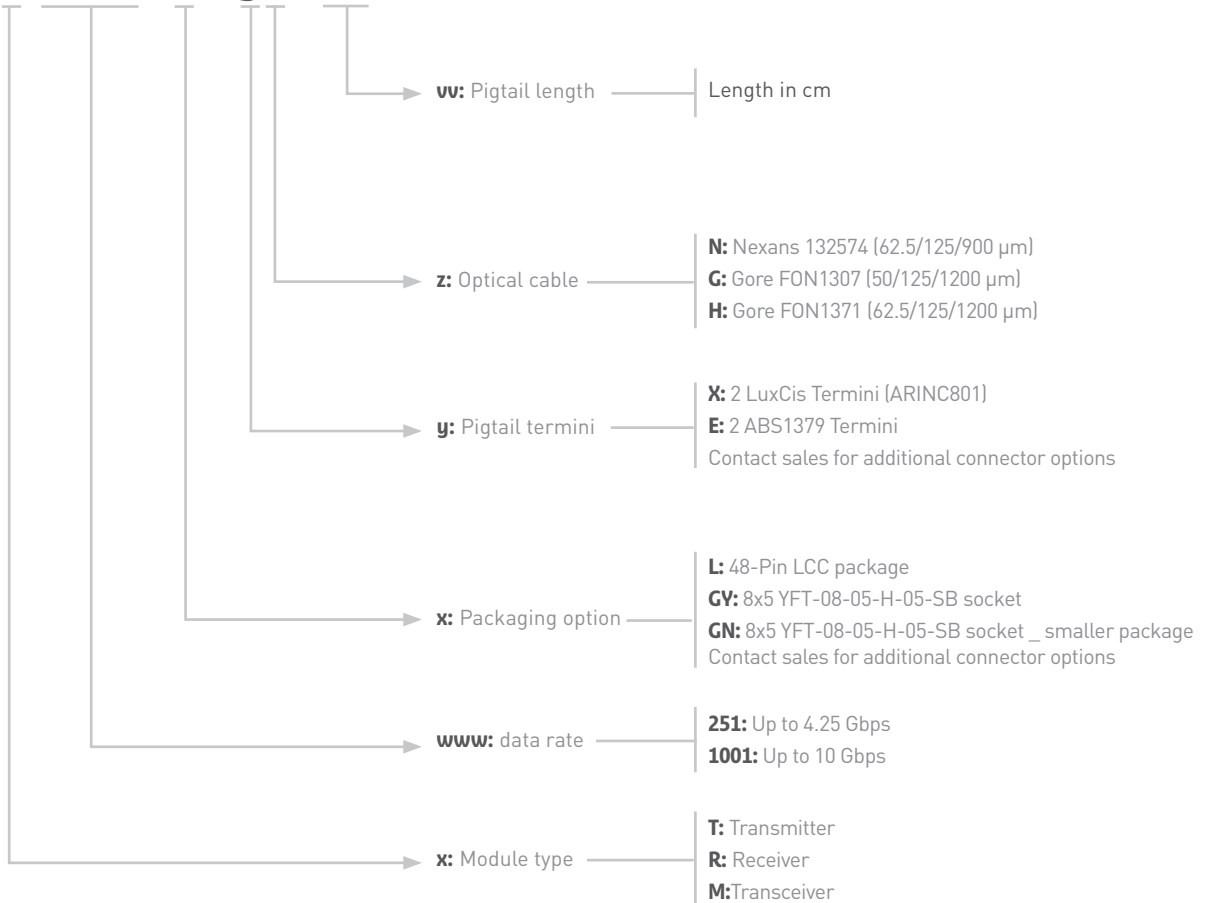 vv: Pigtail length
Length in cm
z: Optical cable
N: Nexans 132574 (62.5/125/900 µm)
G: Gore FON1307 (50/125/1200 µm)
H: Gore FON1371 (62.5/125/1200 µm)
y: Pigtail termini
X: 2 LuxCis Termini (ARINC801)
E: 2 ABS1379 Termini
Contact sales for additional connector options
x: Packaging option
L: 48-Pin LCC package
GY: 8x5 YFT-08-05-H-05-SB socket
GN: 8x5 YFT-08-05-H-05-SB socket _ smaller package
Contact sales for additional connector options
www: data rate
251: Up to 4.25 Gbps
1001: Up to 10 Gbps
x: Module type
T: Transmitter
R: Receiver
M:Transceiver